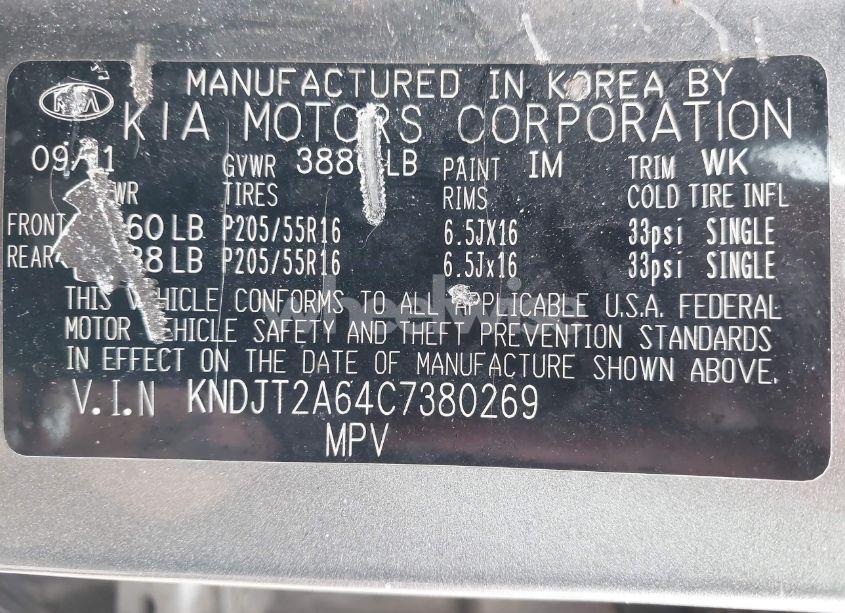 MANUFACTURED IN KOREA BY
KIA MOTORS CORPORATION
GVWR LB PAINT IM TRIM WK
TIRES RIMS COLD TIRE INFL
FRONT LB P205/55R16 6.5JX16 33psi SINGLE
REAR LB P205/55R16 6.5Jx16 33psi SINGLE
THIS VEHICLE CONFORMS TO ALL APPLICABLE U.S.A. FEDERAL
MOTOR VEHICLE SAFETY AND THEFT PREVENTION STANDARDS
IN EFFECT ON THE DATE OF MANUFACTURE SHOWN ABOVE.
V.I.N KNDJT2A64C7380269
MPV
wheelwise